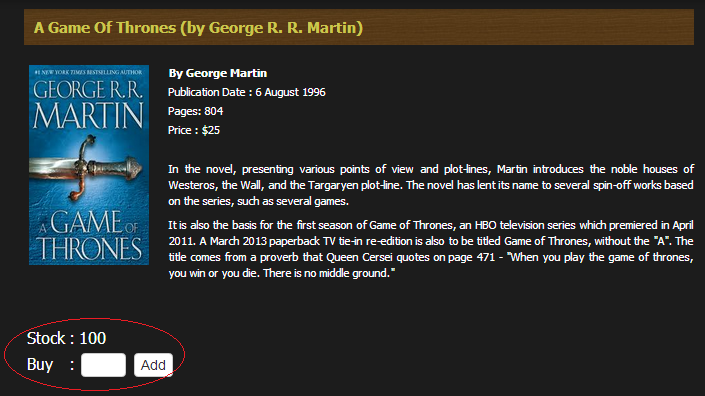 A Game Of Thrones (by George R. R. Martin)
#1 NEW YORK TIMES BESTSELLING AUTHOR
GEORGE R.R.
MARTIN
A GAME OF
THRONES
By George Martin
Publication Date : 6 August 1996
Pages: 804
Price : $25
In the novel, presenting various points of view and plot-lines, Martin introduces the noble houses of
Westeros, the Wall, and the Targaryen plot-line. The novel has lent its name to several spin-off works based
on the series, such as several games.
It is also the basis for the first season of Game of Thrones, an HBO television series which premiered in April
2011. A March 2013 paperback TV tie-in re-edition is also to be titled Game of Thrones, without the "A". The
title comes from a proverb that Queen Cersei quotes on page 471 - "When you play the game of thrones,
you win or you die. There is no middle ground."
Stock : 100
Buy : Add